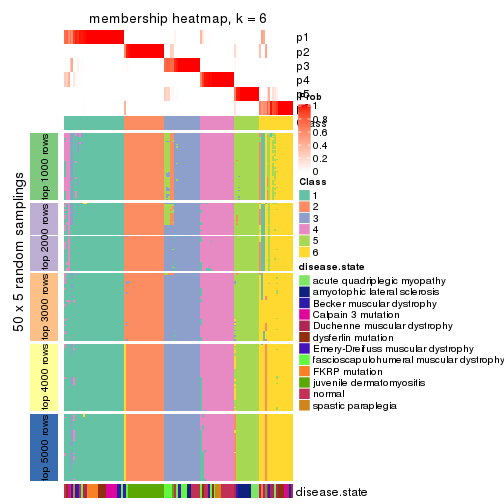 membership heatmap, k = 6
p1
p2
p3
p4
Prob
1
0.8
0.6
0.4
0.2
0
Class
1
2
3
4
5
6
disease.state
acute quadriplegic myopathy
amyotrophic lateral sclerosis
Becker muscular dystrophy
Calpain 3 mutation
Duchenne muscular dystrophy
dysferlin mutation
Emery-Dreifuss muscular dystrophy
fascioscapulohumeral muscular dystrophy
FKRP mutation
juvenile dermatomyositis
normal
spastic paraplegia
50 x 5 random samplings
top 1000 rows
top 2000 rows
top 3000 rows
top 4000 rows
top 5000 rows
disease.state